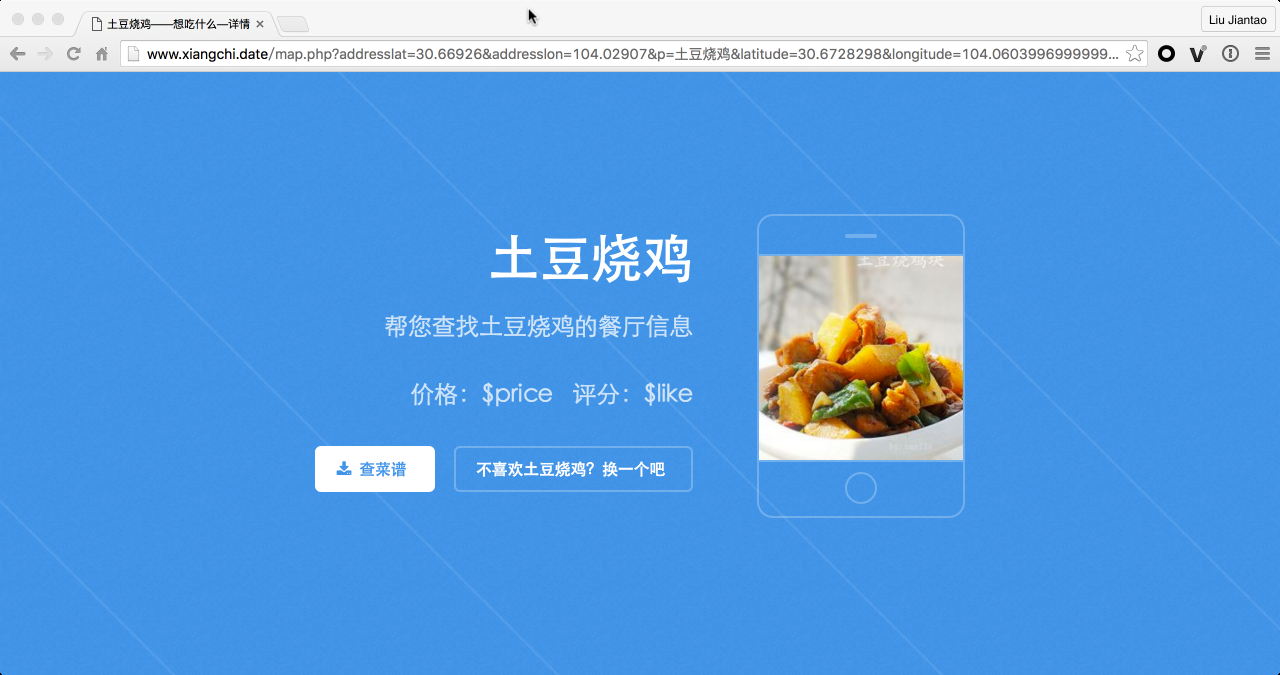 土豆烧鸡——想吃什么—详情
Liu Jiantao
www.xiangchi.date/map.php?addresslat=30.66926&addresslon=104.02907&p=土豆烧鸡&latitude=30.6728298&longitude=104.0603996999999...
土豆烧鸡
帮您查找土豆烧鸡的餐厅信息
价格：$price 评分：$like
查菜谱
不喜欢土豆烧鸡？换一个吧
土豆烧鸡块